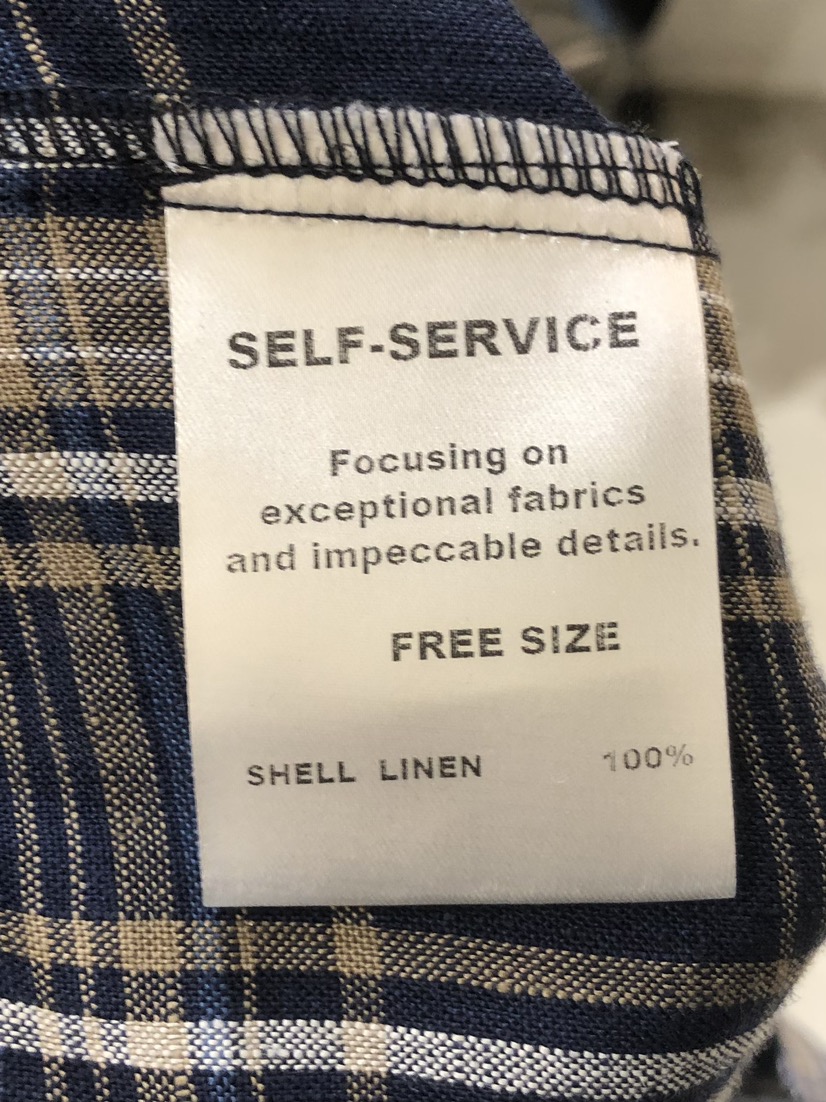 SELF-SERVICE
Focusing on
exceptional fabrics
and impeccable details.
FREE SIZE
SHELL LINEN 100%